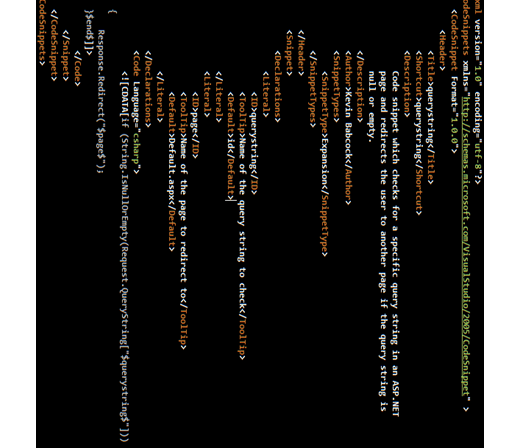 xml version="1.0" encoding="utf-8"?>
CodeSnippets xmlns="http://schemas.microsoft.com/VisualStudio/2005/CodeSnippet" >
<CodeSnippet Format="1.0.0">
<Header>
<Title>querystring</Title>
<Shortcut>querystring</Shortcut>
<Description>
Code snippet which checks for a specific query string in an ASP.NET
page and redirects the user to another page if the query string is
null or empty.
</Description>
<Author>Kevin Babcock</Author>
<SnippetTypes>
<SnippetType>Expansion</SnippetType>
</SnippetTypes>
</Header>
<Snippet>
<Declarations>
<Literal>
<ID>querystring</ID>
<ToolTip>Name of the query string to check</ToolTip>
<Default>id</Default>
</Literal>
<Literal>
<ID>page</ID>
<ToolTip>Name of the page to redirect to</ToolTip>
<Default>Default.aspx</Default>
</Literal>
</Declarations>
<Code Language="csharp">
<![CDATA[if (String.IsNullOrEmpty(Request.QueryString["$querystring$"]))
{
Response.Redirect("$page$");
}$end$]]>
</Code>
</Snippet>
</CodeSnippet>
CodeSnippets>